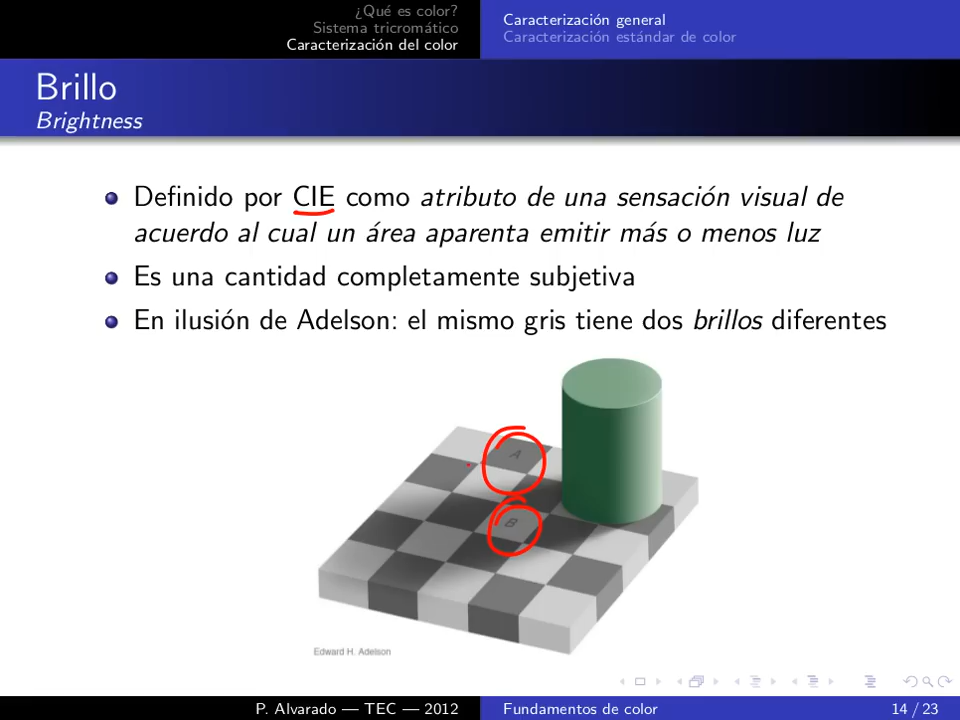 ¿Qué es color?
Sistema tricromático
Caracterización del color
Caracterización general
Caracterización estándar de color
Brillo
Brightness
Definido por CIE como atributo de una sensación visual de
acuerdo al cual un área aparenta emitir más o menos luz
Es una cantidad completamente subjetiva
En ilusión de Adelson: el mismo gris tiene dos brillos diferentes
A
B
Edward H. Adelson
P. Alvarado — TEC — 2012
Fundamentos de color
14 / 23